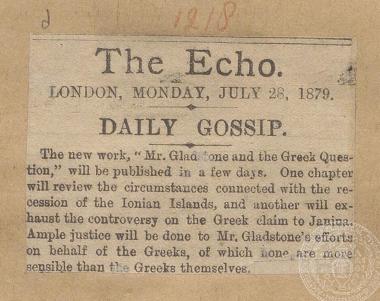 d
1218
The Echo.
LONDON, MONDAY, JULY 28, 1879.
DAILY GOSSIP.
The new work, "Mr. Gladstone and the Greek Ques-
tion," will be published in a few days. One chapter
will review the circumstances connected with the re-
cession of the Ionian Islands, and another will ex-
haust the controversy on the Greek claim to Janina.
Ample justice will be done to Mr. Gladstone's efforts
on behalf of the Greeks, of which none are more
sensible than the Greeks themselves.